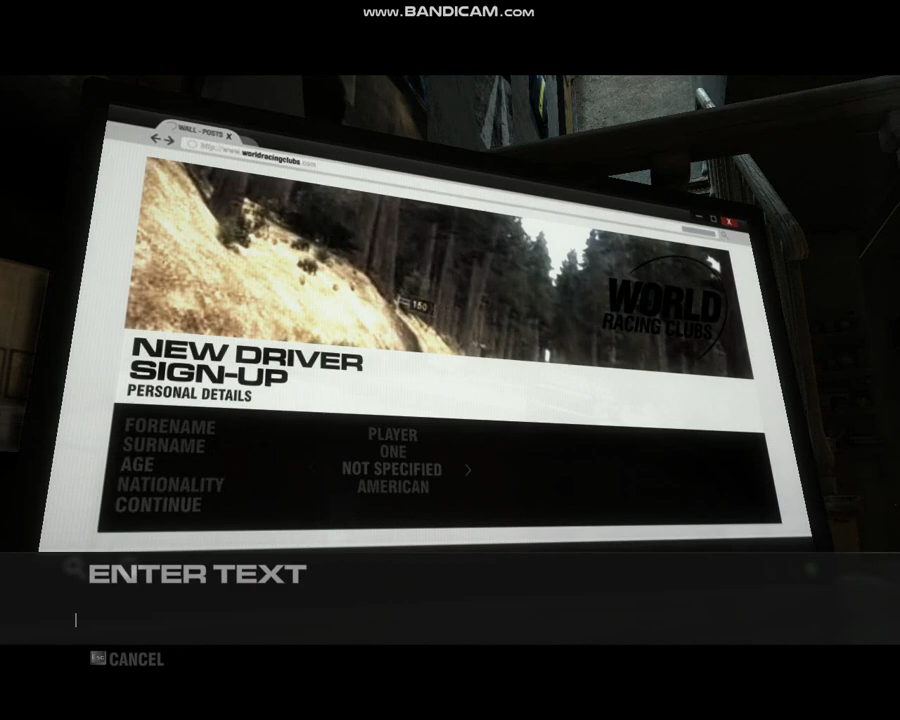 www.BANDICAM.com
WALL - POSTS X
http://www.worldracingclubs.com
X
150
WORLD
RACING CLUBS
NEW DRIVER
SIGN-UP
PERSONAL DETAILS
FORENAME PLAYER
SURNAME ONE
AGE NOT SPECIFIED >
NATIONALITY AMERICAN
CONTINUE
ENTER TEXT
Esc CANCEL